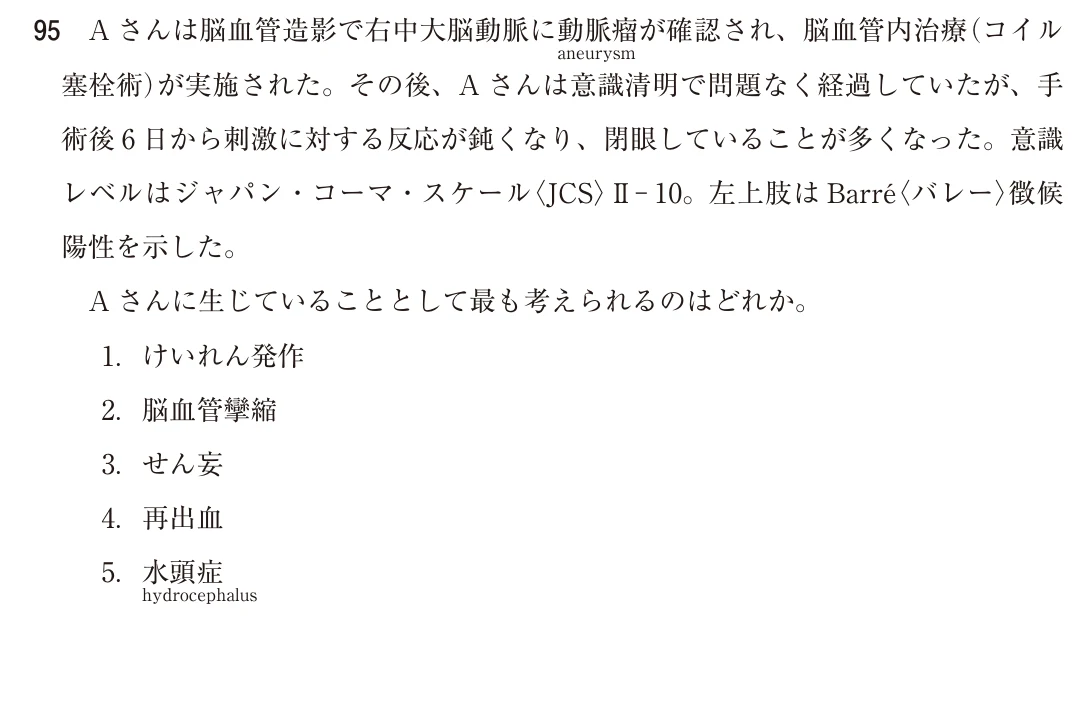 95 Aさんは脳血管造影で右中大脳動脈に動脈瘤が確認され、脳血管内治療(コイル
aneurysm
塞栓術)が実施された。その後、Aさんは意識清明で問題なく経過していたが、手
術後6日から刺激に対する反応が鈍くなり、閉眼していることが多くなった。意識
レベルはジャパン・コーマ・スケール〈JCS〉Ⅱ-10。左上肢はBarré〈バレー〉徴候
陽性を示した。
Aさんに生じていることとして最も考えられるのはどれか。
1. けいれん発作
2. 脳血管攣縮
3. せん妄
4. 再出血
5. 水頭症
hydrocephalus